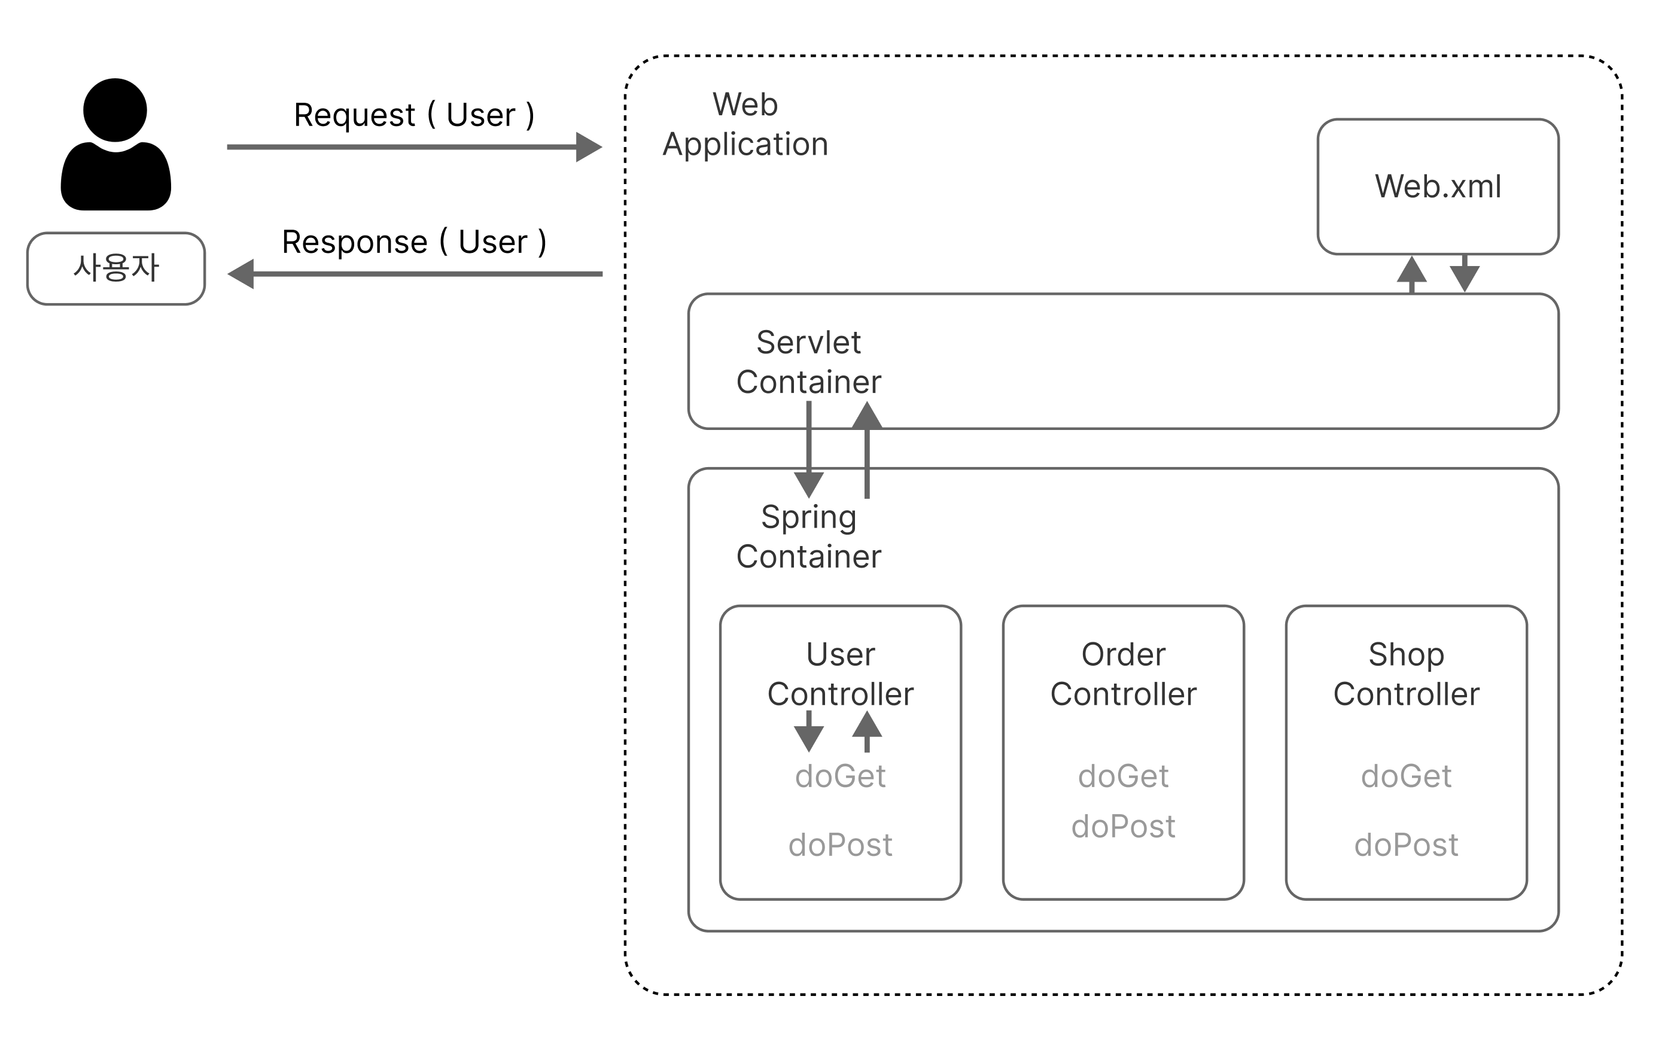 Request ( User )
Response ( User )
사용자
Web
Application
Web.xml
Servlet
Container
Spring
Container
User
Controller
doGet
doPost
Order
Controller
doGet
doPost
Shop
Controller
doGet
doPost